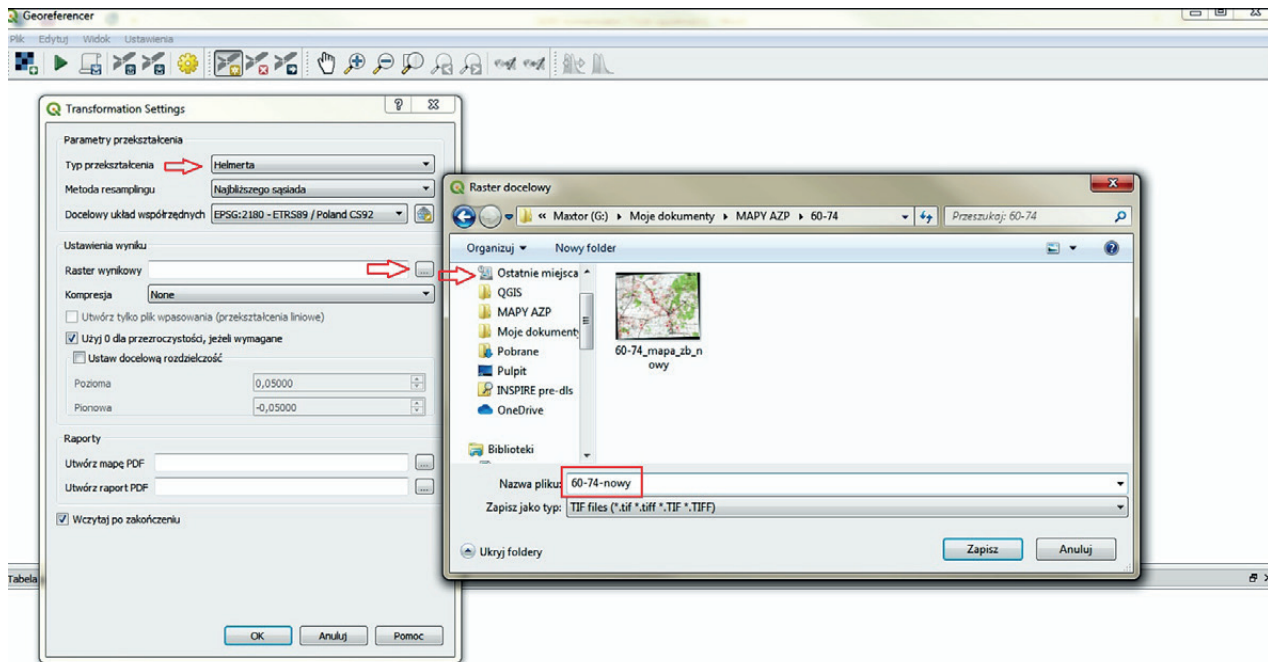 Georeferencer
Plik Edytuj Widok Ustawienia
Transformation Settings
Parametry przekształcenia
Typ przekształcenia Helmerta
Metoda resamplingu Najbliższego sąsiada
Docelowy układ współrzędnych EPSG:2180 - ETRS89 / Poland CS92
Ustawienia wyniku
Raster wynikowy ...
Kompresja None
Utwórz tylko plik wpasowania (przekształcenia liniowe)
Użyj 0 dla przezroczystości, jeżeli wymagane
Ustaw docelową rozdzielczość
Pozioma 0,05000
Pionowa -0,05000
Raporty
Utwórz mapę PDF ...
Utwórz raport PDF ...
Wczytaj po zakończeniu
OK Anuluj Pomoc
Raster docelowy
« Maxtor (G:) Moje dokumenty MAPY AZP 60-74
Przeszukaj: 60-74
Organizuj Nowy folder
Ostatnie miejsca
QGIS
MAPY AZP
Moje dokumenty
Pobrane
Pulpit
INSPIRE pre-dls
OneDrive
Biblioteki
60-74_mapa_zb_n
owy
Nazwa pliku: 60-74-nowy
Zapisz jako typ: TIF files (*.tif *.tiff *.TIF *.TIFF)
Ukryj foldery
Zapisz Anuluj
Tabela